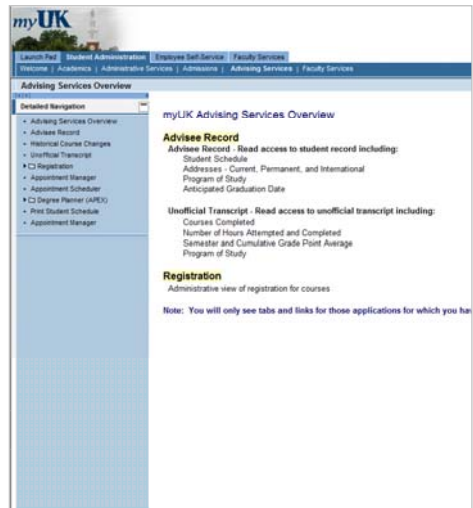 myUK
Launch Pad Student Administration Employee Self-Service Faculty Services
Welcome | Academics | Administrative Services | Admissions | Advising Services | Faculty Services
Advising Services Overview
Detailed Navigation
Advising Services Overview
Advisee Record
Historical Course Changes
Unofficial Transcript
Registration
Appointment Manager
Appointment Scheduler
Degree Planner (APEX)
Print Student Schedule
Appointment Manager
myUK Advising Services Overview
Advisee Record
Advisee Record - Read access to student record including:
Student Schedule
Addresses - Current, Permanent, and International
Program of Study
Anticipated Graduation Date
Unofficial Transcript - Read access to unofficial transcript including:
Courses Completed
Number of Hours Attempted and Completed
Semester and Cumulative Grade Point Average
Program of Study
Registration
Administrative view of registration for courses
Note: You will only see tabs and links for those applications for which you ha